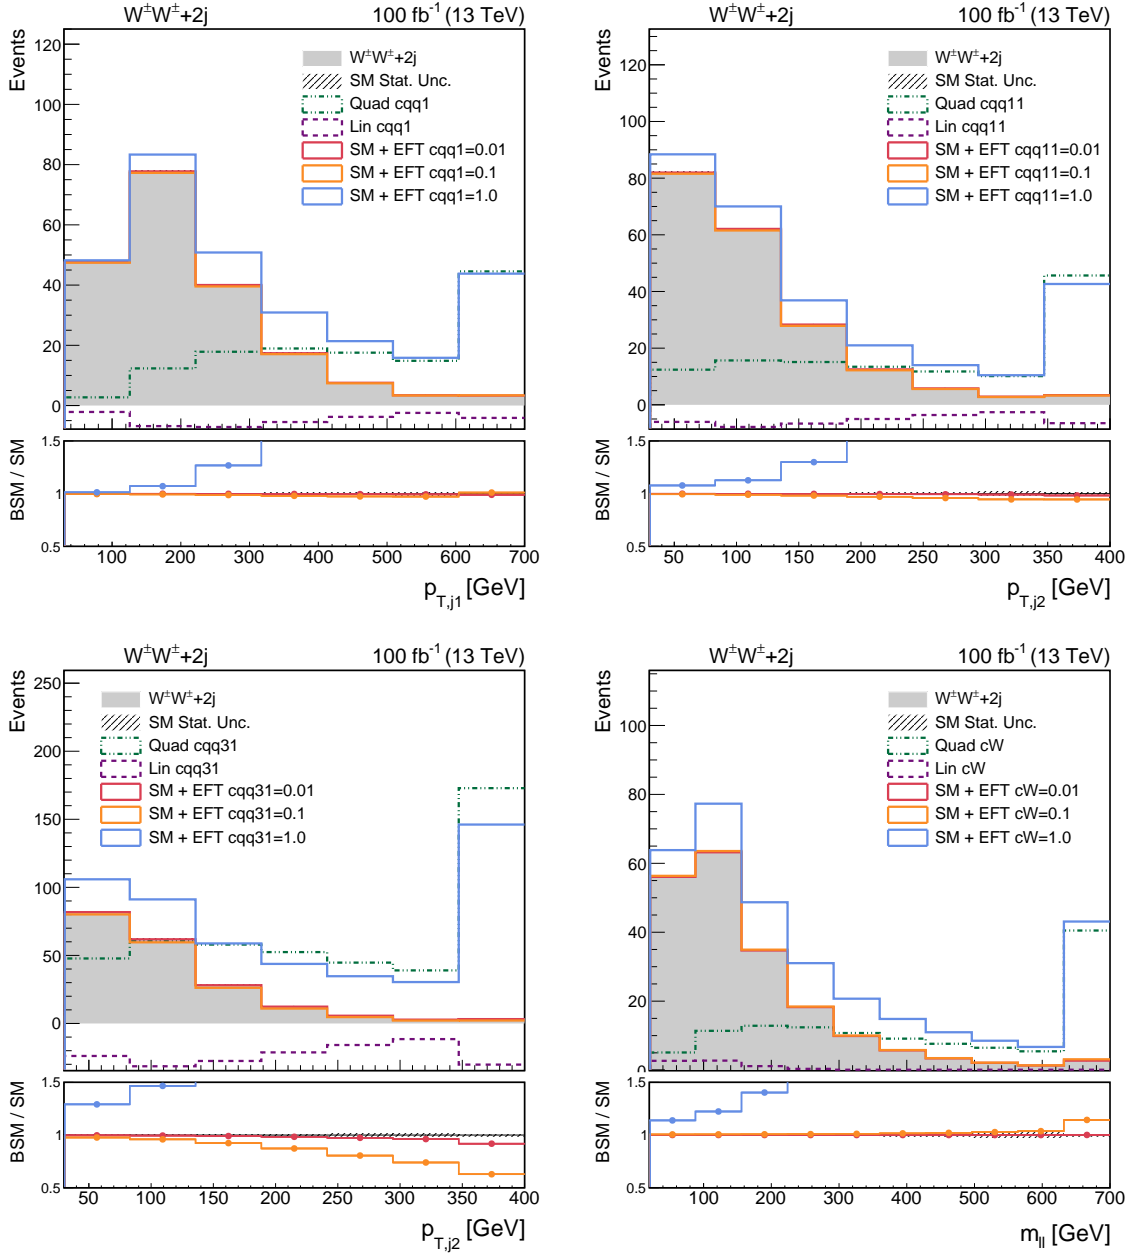 W±W±+2j 100 fb⁻¹ (13 TeV)
Events
120
100
80
60
40
20
0
W±W±+2j
SM Stat. Unc.
Quad cqq1
Lin cqq1
SM + EFT cqq1=0.01
SM + EFT cqq1=0.1
SM + EFT cqq1=1.0
BSM / SM
1.5
1
0.5
100 200 300 400 500 600 700
p_T,j1 [GeV]
W±W±+2j 100 fb⁻¹ (13 TeV)
Events
120
100
80
60
40
20
0
W±W±+2j
SM Stat. Unc.
Quad cqq11
Lin cqq11
SM + EFT cqq11=0.01
SM + EFT cqq11=0.1
SM + EFT cqq11=1.0
BSM / SM
1.5
1
0.5
50 100 150 200 250 300 350 400
p_T,j2 [GeV]
W±W±+2j 100 fb⁻¹ (13 TeV)
Events
250
200
150
100
50
0
W±W±+2j
SM Stat. Unc.
Quad cqq31
Lin cqq31
SM + EFT cqq31=0.01
SM + EFT cqq31=0.1
SM + EFT cqq31=1.0
BSM / SM
1.5
1
0.5
50 100 150 200 250 300 350 400
p_T,j2 [GeV]
W±W±+2j 100 fb⁻¹ (13 TeV)
Events
100
80
60
40
20
0
W±W±+2j
SM Stat. Unc.
Quad cW
Lin cW
SM + EFT cW=0.01
SM + EFT cW=0.1
SM + EFT cW=1.0
BSM / SM
1.5
1
0.5
100 200 300 400 500 600 700
m_ll [GeV]